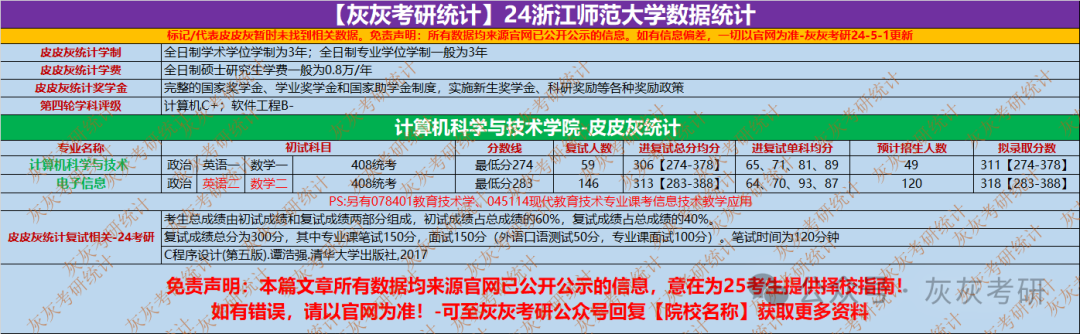 【灰灰考研统计】24浙江师范大学数据统计
标记/代表皮皮灰暂时未找到相关数据。免责声明：所有数据均来源官网已公开公示的信息。如有信息偏差，一切以官网为准-灰灰考研24-5-1更新
皮皮灰统计学制 全日制学术学位学制为3年；全日制专业学位学制一般为3年
皮皮灰统计学费 全日制硕士研究生学费一般为0.8万/年
皮皮灰统计奖学金 完整的国家奖学金、学业奖学金和国家助学金制度，实施新生奖学金、科研奖励等各种奖励政策
第四轮学科评级 计算机C+；软件工程B-
计算机科学与技术学院-皮皮灰统计
专业名称 初试科目 分数线 复试人数 进复试总分均分 进复试单科均分 预计招生人数 拟录取分数
计算机科学与技术 政治 英语一 数学一 408统考 最低分274 59 306【274-378】 65、71、81、89 49 311【274-378】
电子信息 政治 英语二 数学二 408统考 最低分283 146 313【283-388】 64、70、93、87 120 318【283-388】
PS:另有078401教育技术学、045114现代教育技术专业课考信息技术教学应用
皮皮灰统计复试相关-24考研
考生总成绩由初试成绩和复试成绩两部分组成，初试成绩占总成绩的60%，复试成绩占总成绩的40%。
复试成绩总分为300分，其中专业课笔试150分，面试150分（外语口语测试50分，专业课面试100分）。笔试时间为120分钟
C程序设计(第五版).谭浩强.清华大学出版社,2017
免责声明：本篇文章所有数据均来源官网已公开公示的信息，意在为25考生提供择校指南！
如有错误，请以官网为准！-可至灰灰考研公众号回复【院校名称】获取更多资料
公众号·灰灰考研
灰灰考研统计